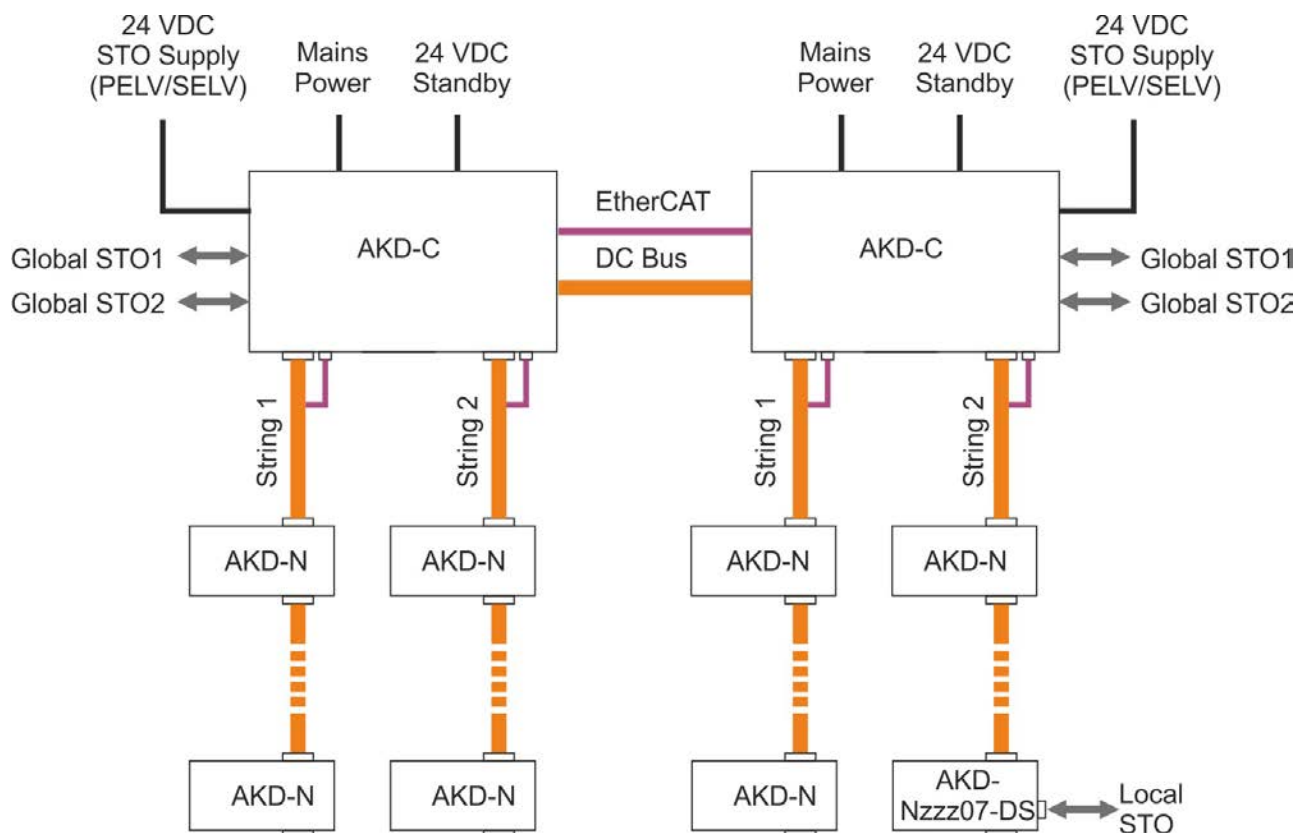 24 VDC
STO Supply
(PELV/SELV)
Mains
Power
24 VDC
Standby
Mains
Power
24 VDC
Standby
24 VDC
STO Supply
(PELV/SELV)
EtherCAT
DC Bus
AKD-C
AKD-C
Global STO1
Global STO2
Global STO1
Global STO2
String 1
String 2
String 1
String 2
AKD-N
AKD-N
AKD-N
AKD-N
AKD-N
AKD-N
AKD-N
AKD-
Nzzz07-DS
Local
STO